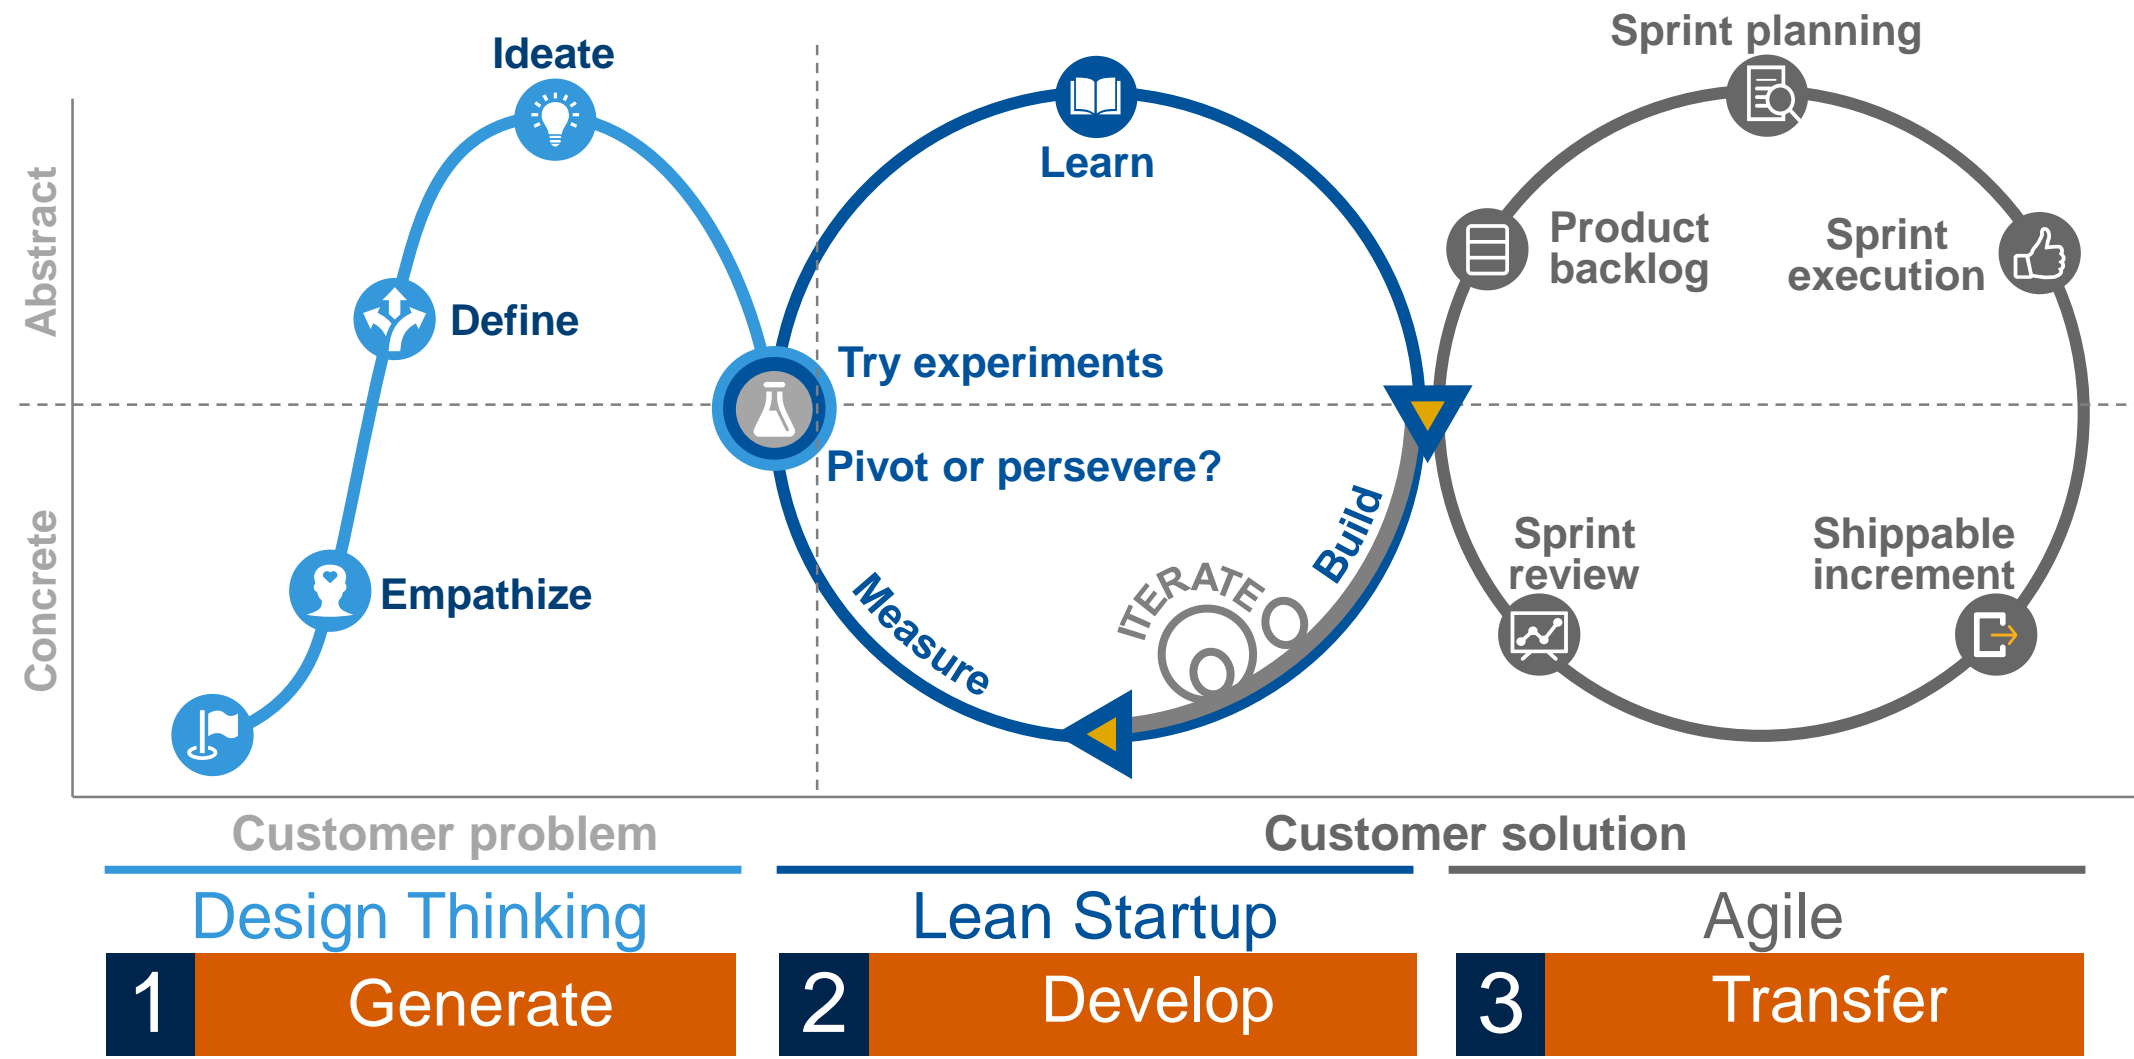 Ideate
Sprint planning
Learn
Abstract
Product
backlog
Sprint
execution
Define
Try experiments
Pivot or persevere?
Concrete
Empathize
Measure
ITERATE
Build
Sprint
review
Shippable
increment
Customer problem
Customer solution
Design Thinking
Lean Startup
Agile
1 Generate
2 Develop
3 Transfer